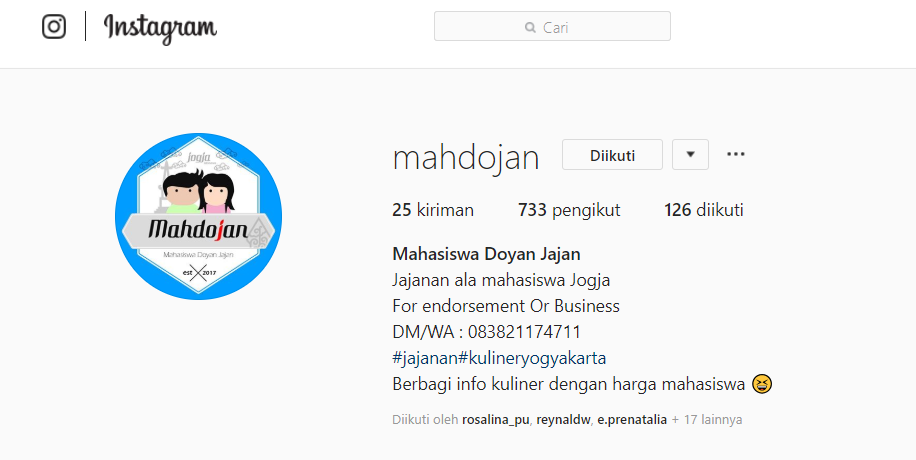 Instagram
Cari
mahdojan
Diikuti
25 kiriman 733 pengikut 126 diikuti
Mahasiswa Doyan Jajan
Jajanan ala mahasiswa Jogja
For endorsement Or Business
DM/WA : 083821174711
#jajanan#kulineryogyakarta
Berbagi info kuliner dengan harga mahasiswa 😆
Diikuti oleh rosalina_pu, reynaldw, e.prenatalia + 17 lainnya
jogja
Mahdojan
Mahasiswa Doyan Jajan
est 2017